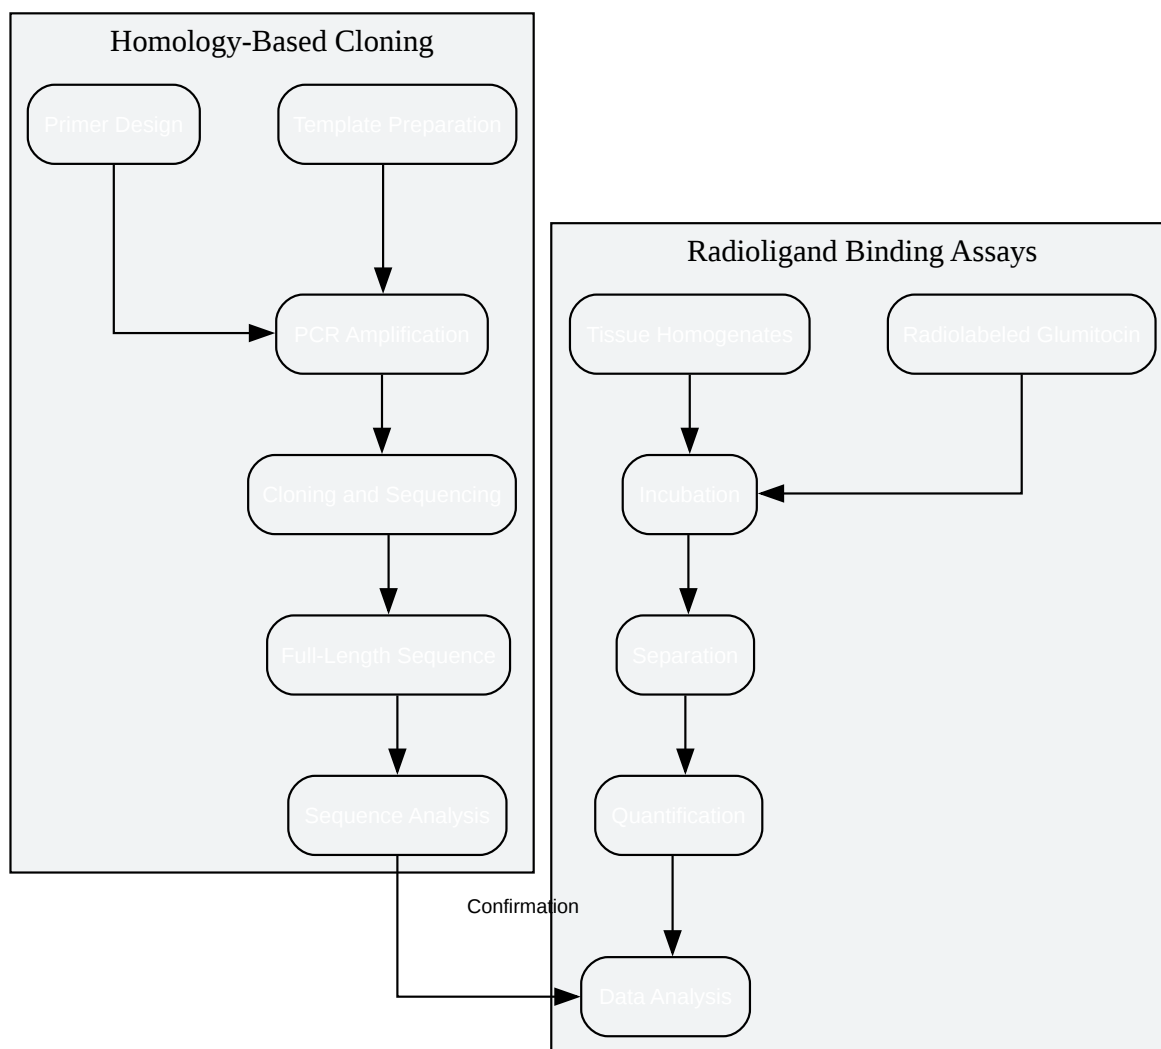 Homology-Based Cloning
Primer Design
Template Preparation
PCR Amplification
Cloning and Sequencing
Full-Length Sequence
Sequence Analysis
Confirmation
Radioligand Binding Assays
Tissue Homogenates
Radiolabeled Glumitocin
Incubation
Separation
Quantification
Data Analysis